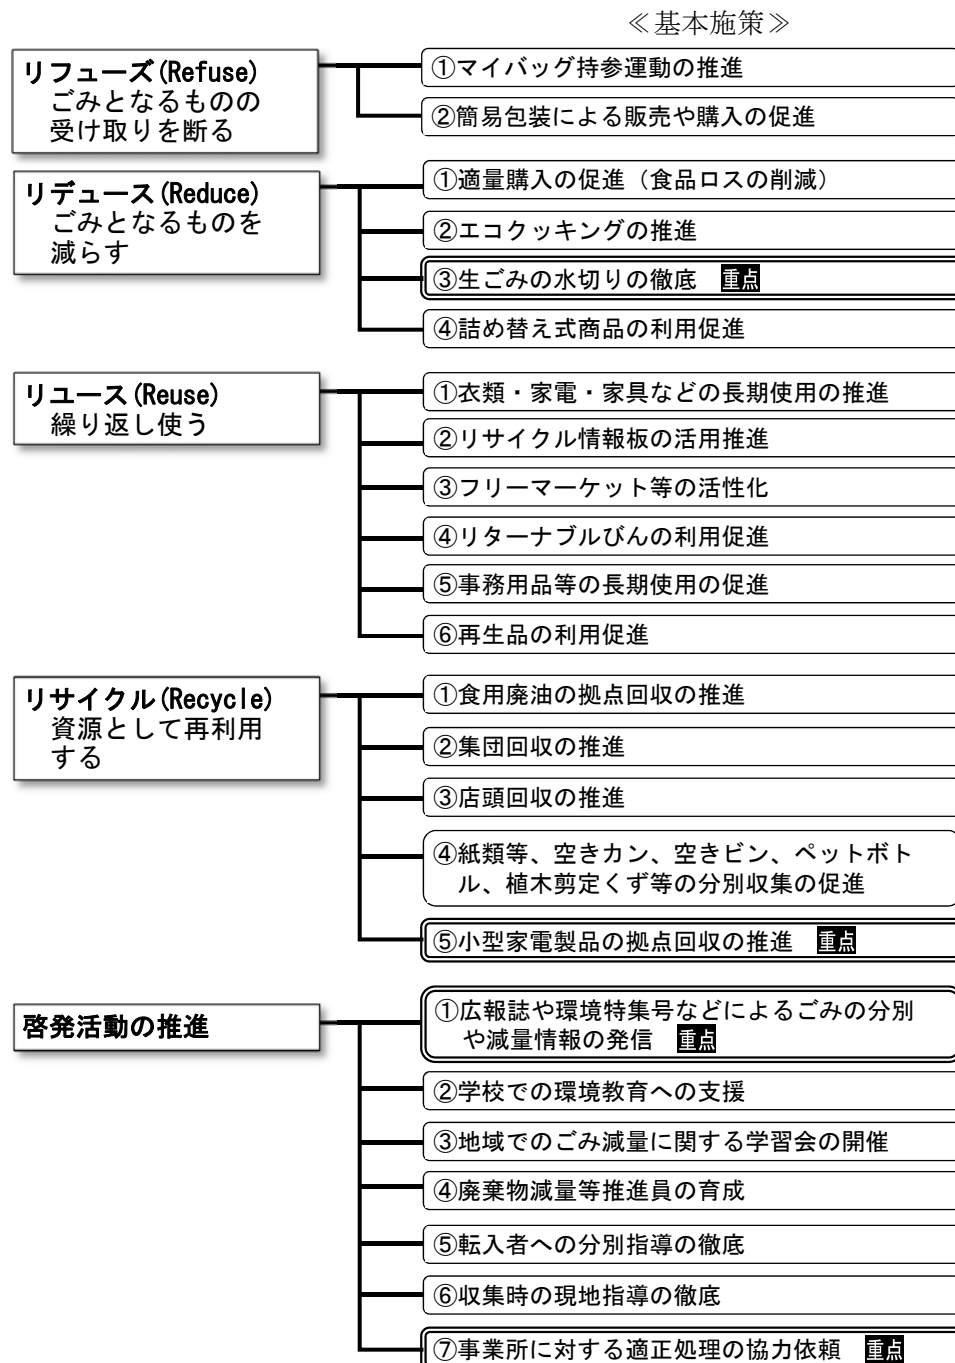 ≪基本施策≫
リフューズ(Refuse)
ごみとなるものの
受け取りを断る
①マイバッグ持参運動の推進
②簡易包装による販売や購入の促進
リデュース(Reduce)
ごみとなるものを
減らす
①適量購入の促進（食品ロスの削減）
②エコクッキングの推進
③生ごみの水切りの徹底　重点
④詰め替え式商品の利用促進
リユース(Reuse)
繰り返し使う
①衣類・家電・家具などの長期使用の推進
②リサイクル情報板の活用推進
③フリーマーケット等の活性化
④リターナブルびんの利用促進
⑤事務用品等の長期使用の促進
⑥再生品の利用促進
リサイクル(Recycle)
資源として再利用
する
①食用廃油の拠点回収の推進
②集団回収の推進
③店頭回収の推進
④紙類等、空きカン、空きビン、ペットボト
ル、植木剪定くず等の分別収集の促進
⑤小型家電製品の拠点回収の推進　重点
啓発活動の推進
①広報誌や環境特集号などによるごみの分別
や減量情報の発信　重点
②学校での環境教育への支援
③地域でのごみ減量に関する学習会の開催
④廃棄物減量等推進員の育成
⑤転入者への分別指導の徹底
⑥収集時の現地指導の徹底
⑦事業所に対する適正処理の協力依頼　重点